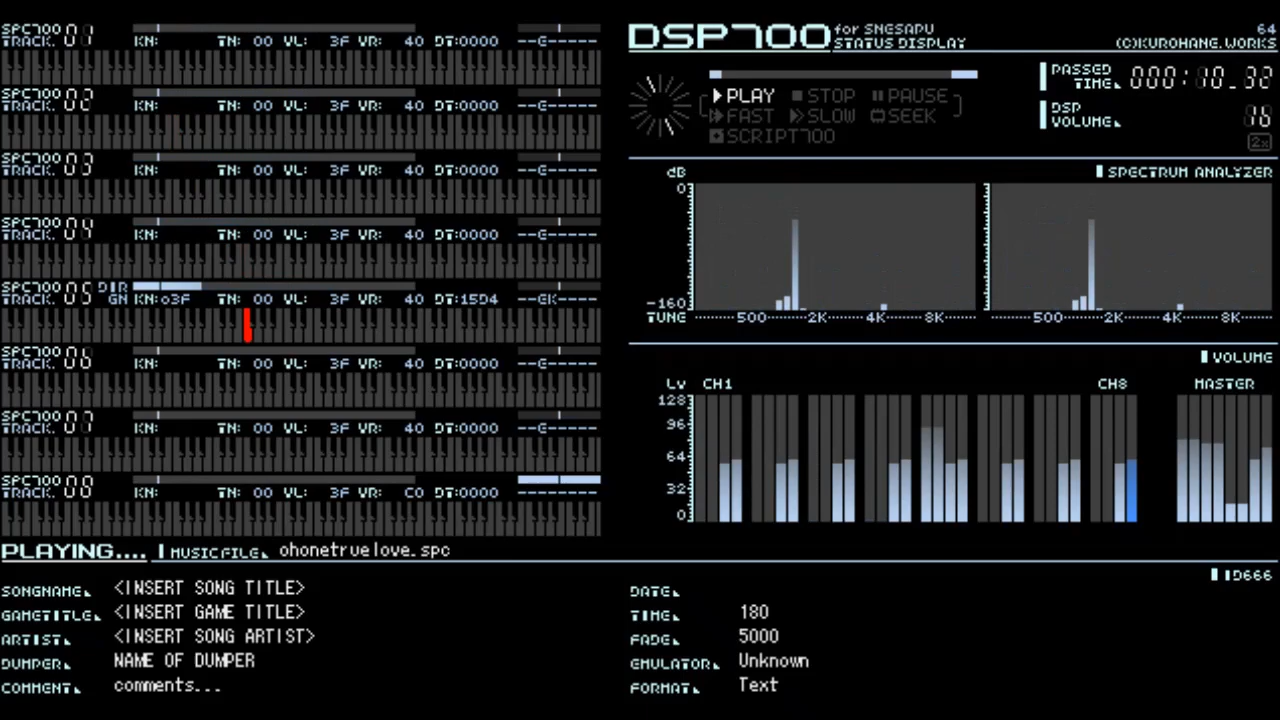 SPC700 TRACK. 01 KN: TN: 00 VL: 3F VR: 40 DT:0000 --G-----
SPC700 TRACK. 02 KN: TN: 00 VL: 3F VR: 40 DT:0000 --G-----
SPC700 TRACK. 03 KN: TN: 00 VL: 3F VR: 40 DT:0000 --G-----
SPC700 TRACK. 04 KN: TN: 00 VL: 3F VR: 40 DT:0000 --G-----
SPC700 TRACK. 05 DIR GN KN:o3F TN: 00 VL: 3F VR: 40 DT:15D4 --GK----
SPC700 TRACK. 06 KN: TN: 00 VL: 3F VR: 40 DT:0000 --G-----
SPC700 TRACK. 07 KN: TN: 00 VL: 3F VR: 40 DT:0000 --G-----
SPC700 TRACK. 08 KN: TN: 00 VL: 3F VR: C0 DT:0000 --------
DSP700 for SNESAPU 64
STATUS DISPLAY (C)KUROHANE.WORKS
PLAY STOP PAUSE
FAST SLOW SEEK
SCRIPT700
PASSED TIME 000:10_00
DSP VOLUME 16
2x
SPECTRUM ANALYZER
dB
0
-160
TUNE 500 2K 4K 8K 500 2K 4K 8K
VOLUME
Lv CH1 CH8 MASTER
128
96
64
32
0
PLAYING.... MUSICFILE ohonetruelove.spc
ID666
SONGNAME <INSERT SONG TITLE>
GAMETITLE <INSERT GAME TITLE>
ARTIST <INSERT SONG ARTIST>
DUMPER NAME OF DUMPER
COMMENT comments...
DATE
TIME 180
FADE 5000
EMULATOR Unknown
FORMAT Text